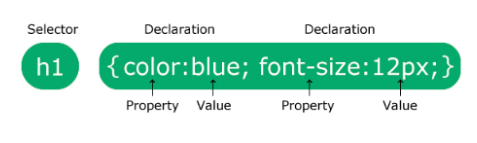 Selector Declaration Declaration
h1 {color:blue; font-size:12px;}
Property Value Property Value